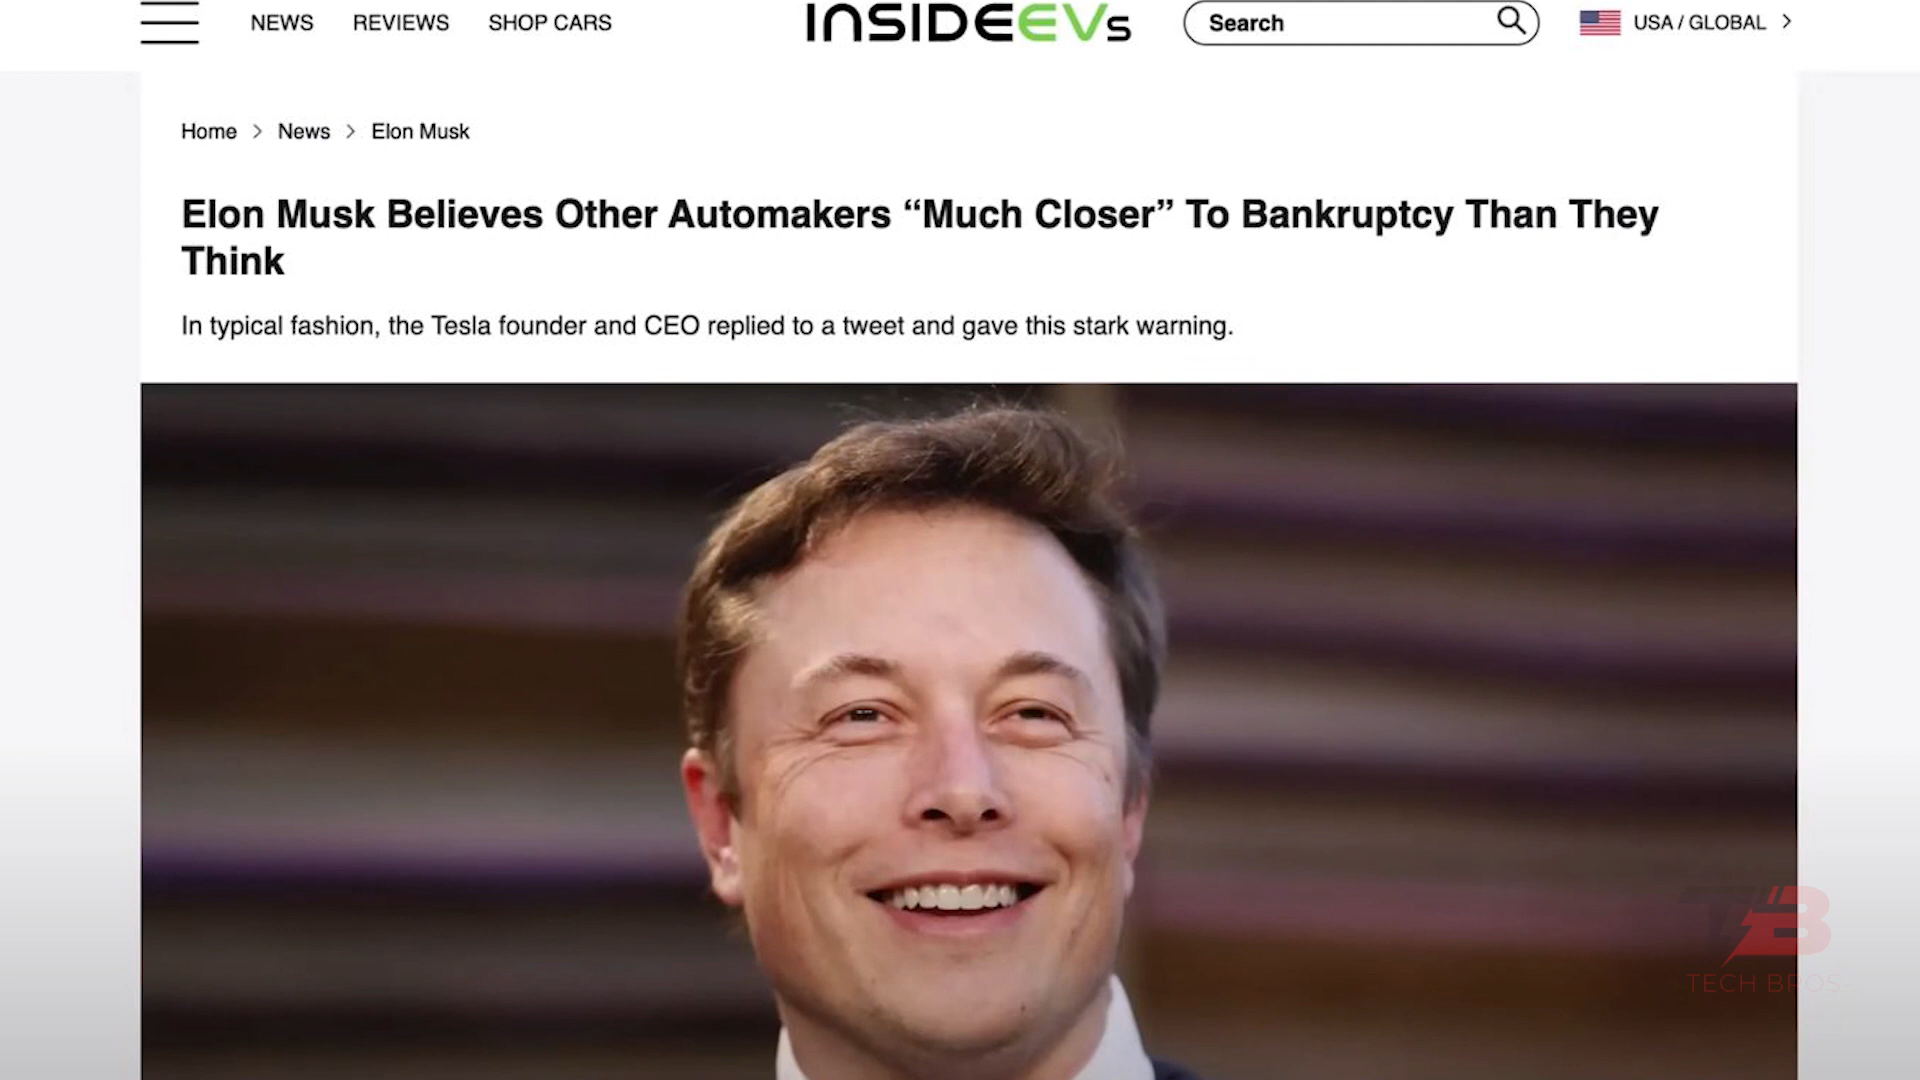 NEWS REVIEWS SHOP CARS INSIDEEVs Search USA / GLOBAL
Home > News > Elon Musk
Elon Musk Believes Other Automakers “Much Closer” To Bankruptcy Than They
Think
In typical fashion, the Tesla founder and CEO replied to a tweet and gave this stark warning.
TB
TECH BROS